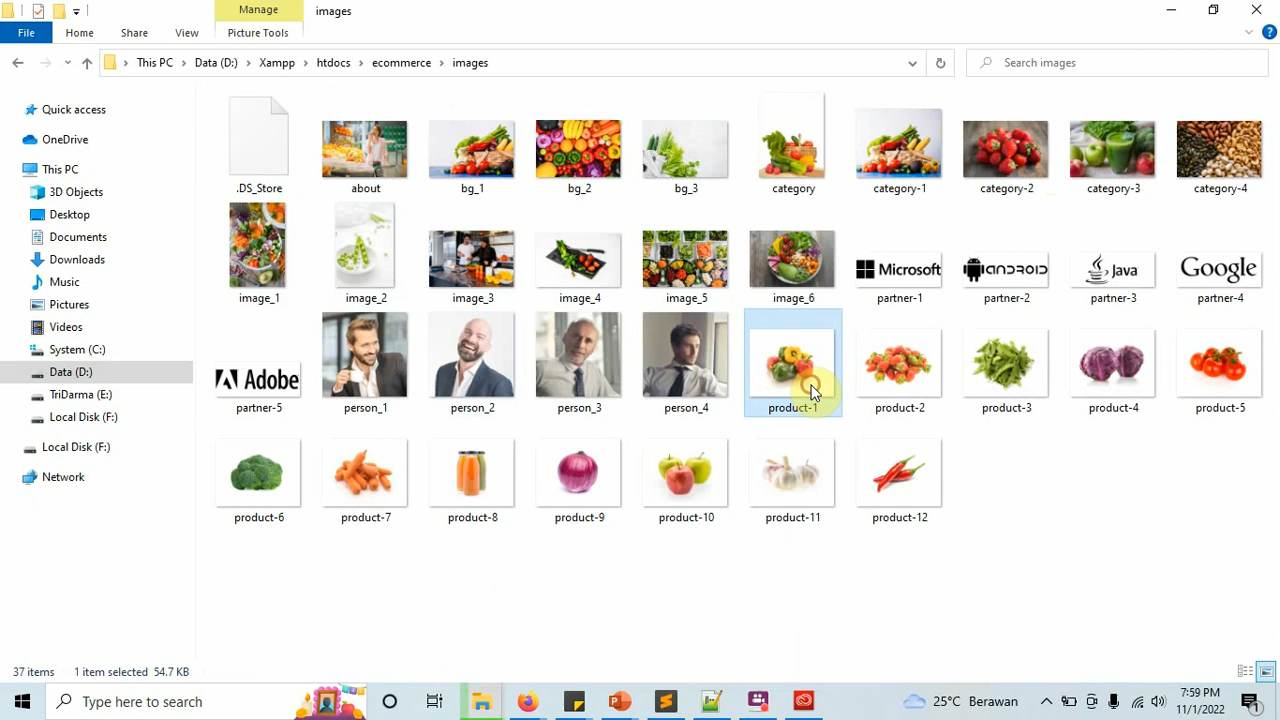 Manage
images
File
Home
Share
View
Picture Tools
This PC
Data (D:)
Xampp
htdocs
ecommerce
images
Search images
Quick access
OneDrive
This PC
3D Objects
Desktop
Documents
Downloads
Music
Pictures
Videos
System (C:)
Data (D:)
TriDarma (E:)
Local Disk (F:)
Local Disk (F:)
Network
.DS_Store
about
bg_1
bg_2
bg_3
category
category-1
category-2
category-3
category-4
Microsoft
ANDROID
Java
Google
image_1
image_2
image_3
image_4
image_5
image_6
partner-1
partner-2
partner-3
partner-4
Adobe
partner-5
person_1
person_2
person_3
person_4
product-1
product-2
product-3
product-4
product-5
product-6
product-7
product-8
product-9
product-10
product-11
product-12
37 items
1 item selected 54.7 KB
Type here to search
25°C Berawan
7:59 PM
11/1/2022